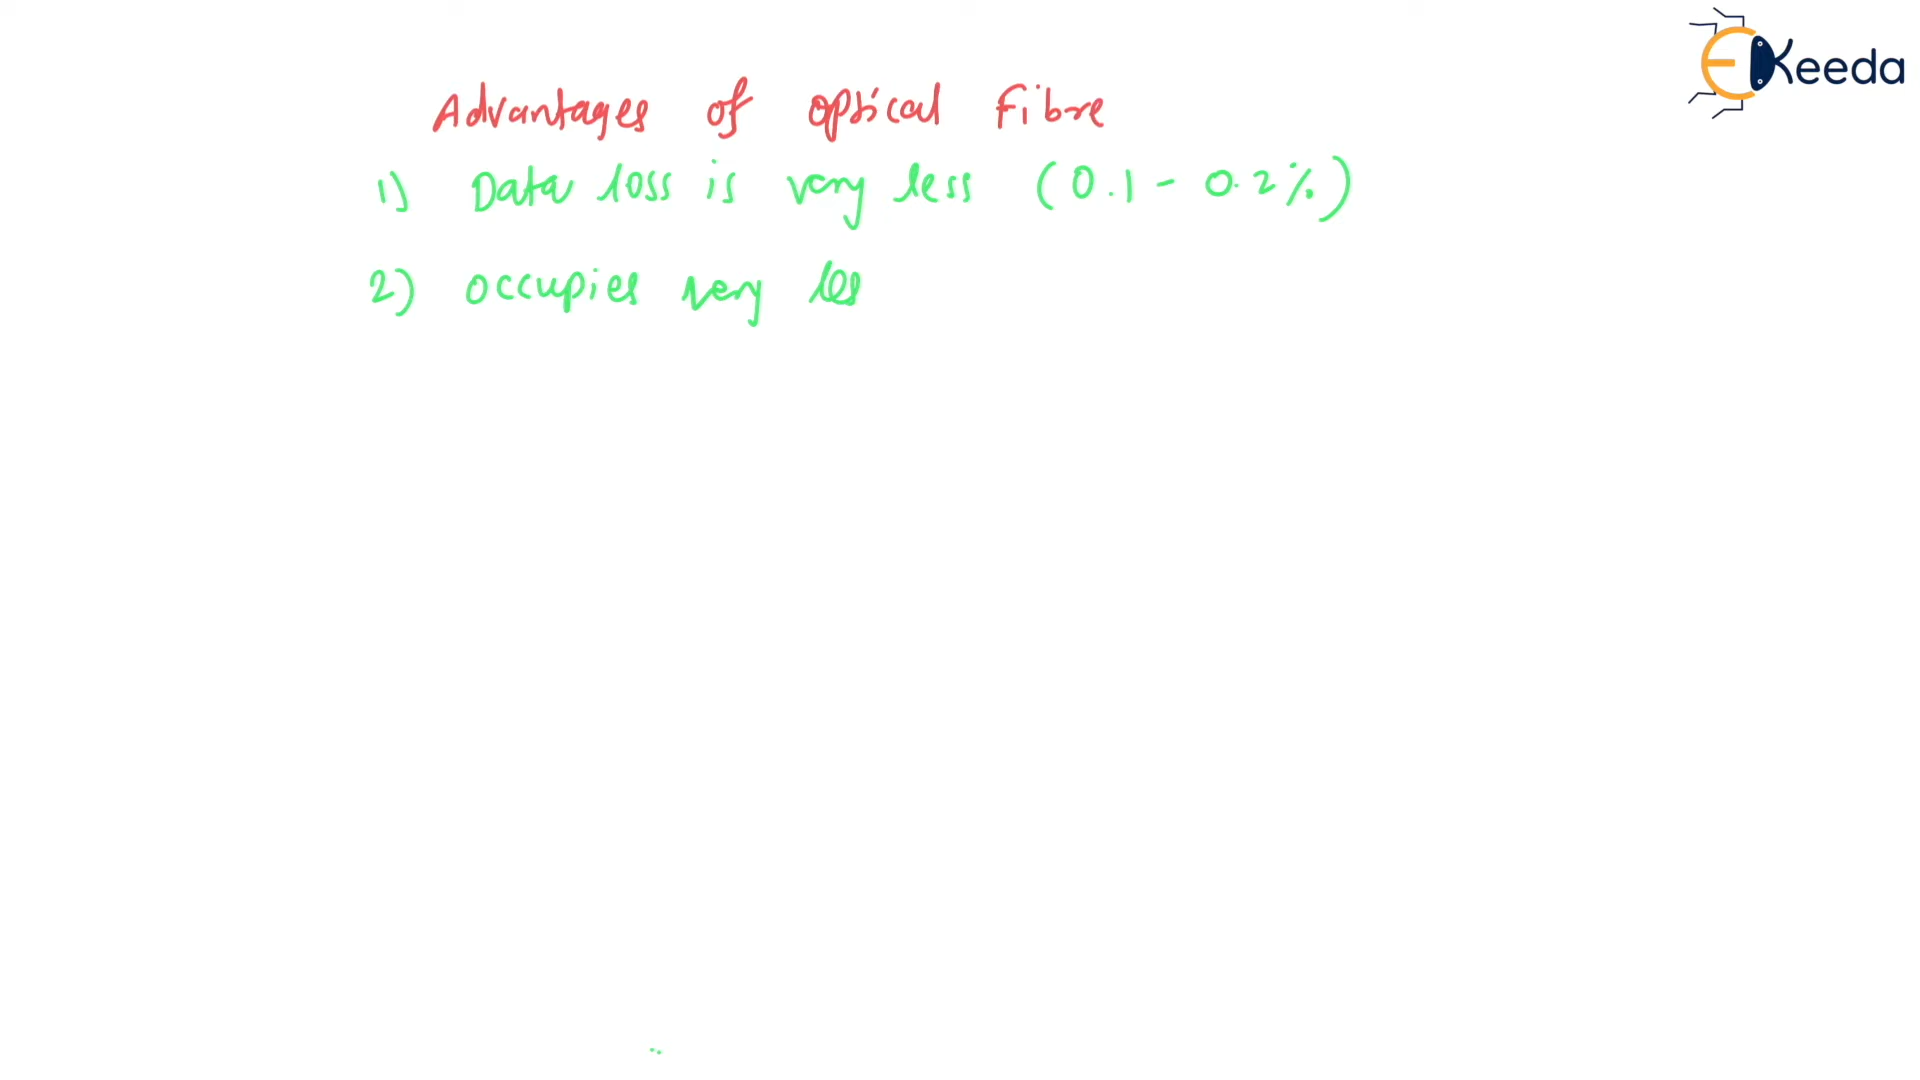 EKeeda
Advantages of optical Fibre
1) Data loss is very less (0.1 - 0.2%)
2) occupies very les